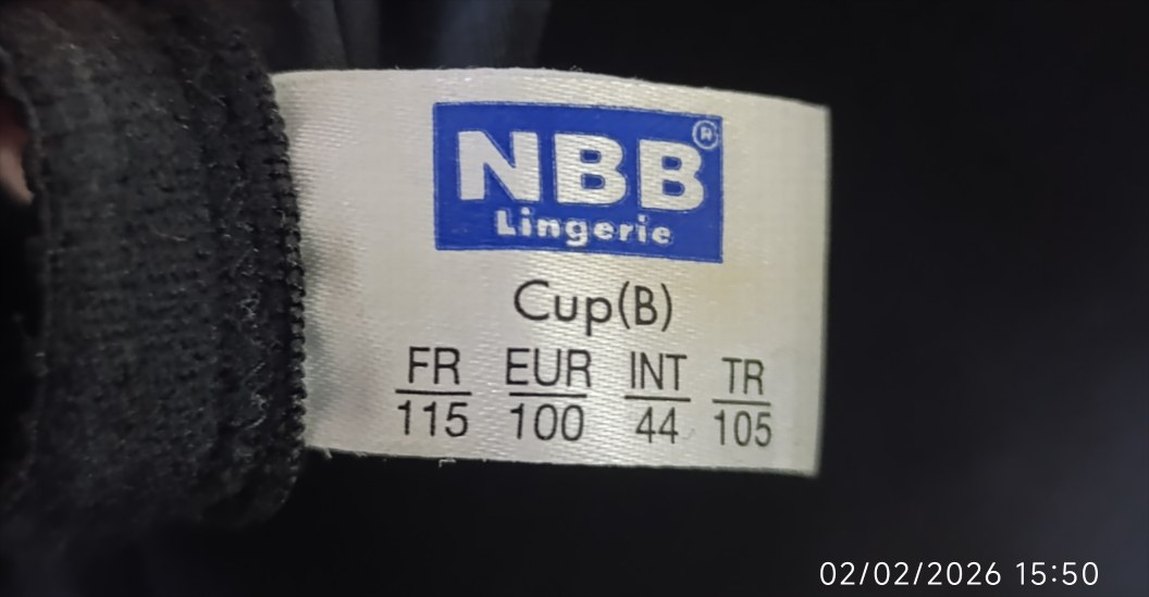 NBB®
Lingerie
Cup(B)
FR EUR INT TR
115 100 44 105
02/02/2026 15:50